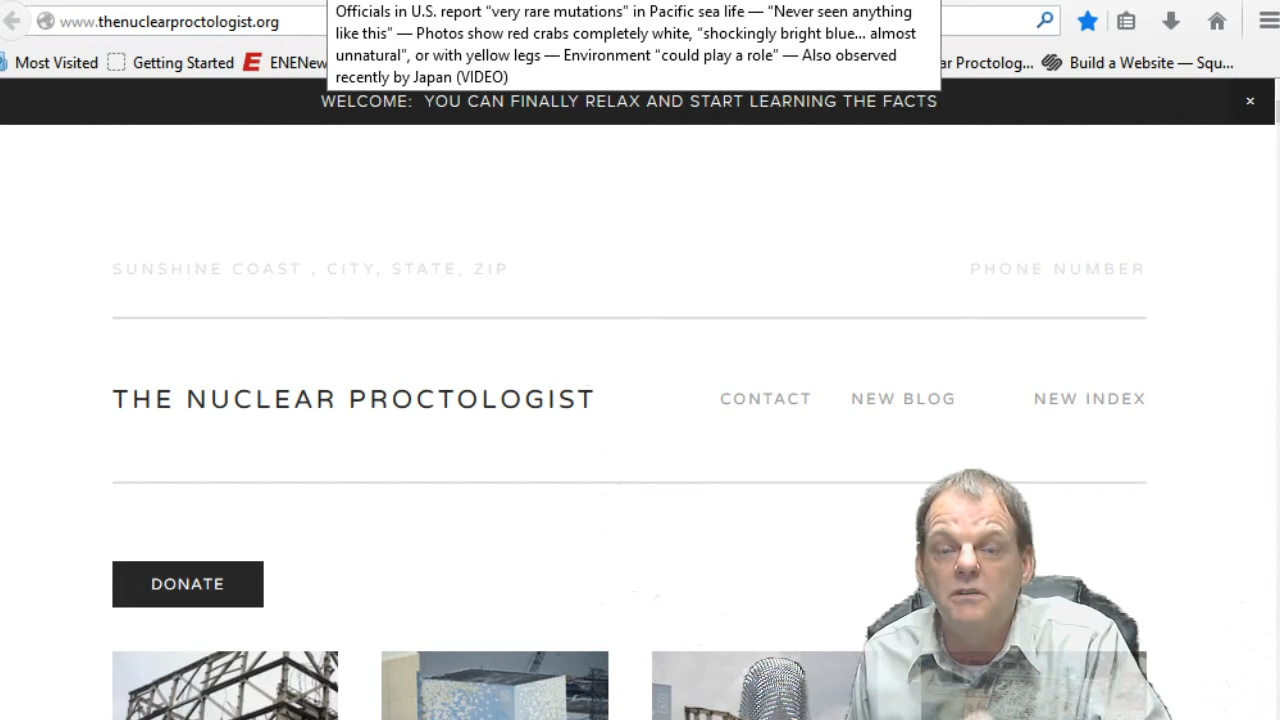 www.thenuclearproctologist.org
Officials in U.S. report “very rare mutations” in Pacific sea life — “Never seen anything
like this” — Photos show red crabs completely white, “shockingly bright blue... almost
unnatural”, or with yellow legs — Environment “could play a role” — Also observed
recently by Japan (VIDEO)
Most Visited Getting Started ENENew ar Proctolog... Build a Website — Squ...
WELCOME: YOU CAN FINALLY RELAX AND START LEARNING THE FACTS ×
SUNSHINE COAST , CITY, STATE, ZIP PHONE NUMBER
THE NUCLEAR PROCTOLOGIST CONTACT NEW BLOG NEW INDEX
DONATE